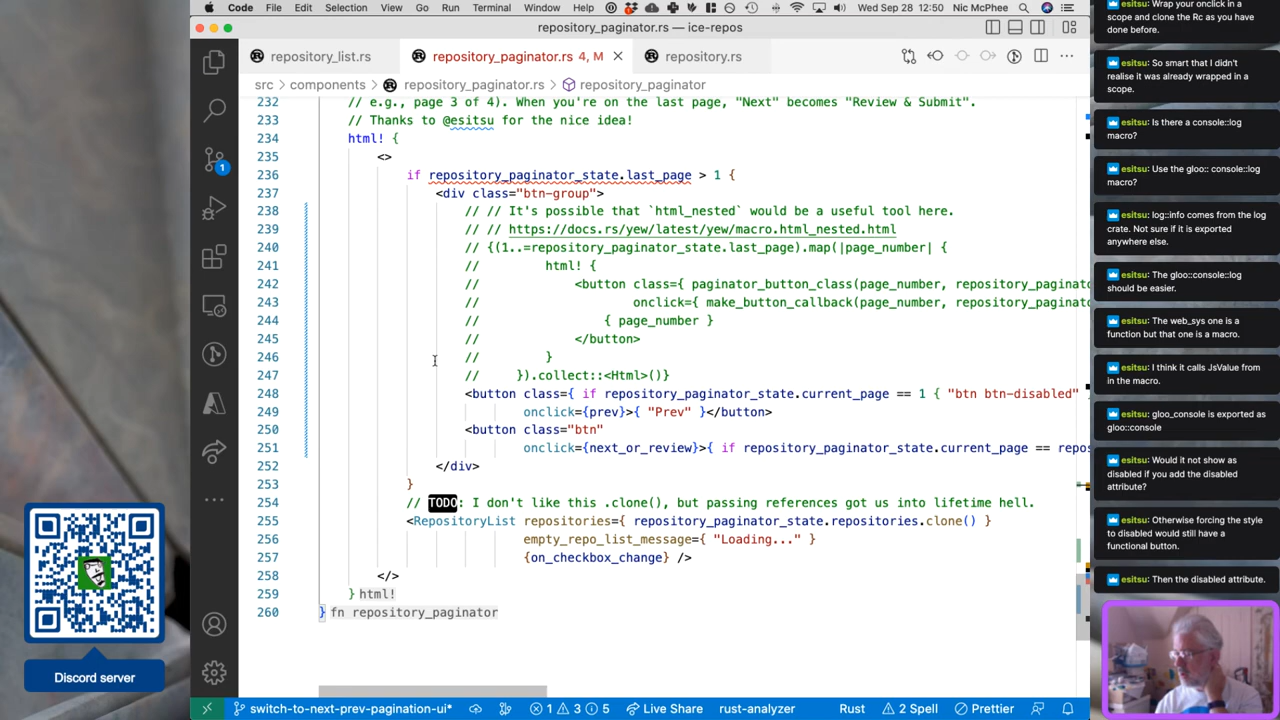 Code File Edit Selection View Go Run Terminal Window Help Wed Sep 28 12:50 Nic McPhee
repository_paginator.rs — ice-repos
repository_list.rs repository_paginator.rs 4, M repository.rs
src > components > repository_paginator.rs > repository_paginator
232 // e.g., page 3 of 4). When you're on the last page, "Next" becomes "Review & Submit".
233 // Thanks to @esitsu for the nice idea!
234 html! {
235 <>
236 if repository_paginator_state.last_page > 1 {
237 <div class="btn-group">
238 // // It's possible that `html_nested` would be a useful tool here.
239 // // https://docs.rs/yew/latest/yew/macro.html_nested.html
240 // {(1..=repository_paginator_state.last_page).map(|page_number| {
241 // html! {
242 // <button class={ paginator_button_class(page_number, repository_pagina
243 // onclick={ make_button_callback(page_number, repository_pagina
244 // { page_number }
245 // </button>
246 // }
247 // }).collect::<Html>()}
248 <button class={ if repository_paginator_state.current_page == 1 { "btn btn-disabled"
249 onclick={prev}>{ "Prev" }</button>
250 <button class="btn"
251 onclick={next_or_review}>{ if repository_paginator_state.current_page == repos
252 </div>
253 }
254 // TODO: I don't like this .clone(), but passing references got us into lifetime hell.
255 <RepositoryList repositories={ repository_paginator_state.repositories.clone() }
256 empty_repo_list_message={ "Loading..." }
257 {on_checkbox_change} />
258 </>
259 } html!
260 } fn repository_paginator
switch-to-next-prev-pagination-ui* 1 3 5 Live Share rust-analyzer Rust 2 Spell Prettier
1
Discord server
esitsu: Wrap your onclick in a
scope and clone the Rc as you have
done before.
esitsu: So smart that I didn't
realise it was already wrapped in a
scope.
esitsu: Is there a console::log
macro?
esitsu: Use the gloo:: console::log
macro?
esitsu: log::info comes from the log
crate. Not sure if it is exported
anywhere else.
esitsu: The gloo::console::log
should be easier.
esitsu: The web_sys one is a
function but that one is a macro.
esitsu: I think it calls JsValue from
in the macro.
esitsu: gloo_console is exported as
gloo::console
esitsu: Would it not show as
disabled if you add the disabled
attribute?
esitsu: Otherwise forcing the style
to disabled would still have a
functional button.
esitsu: Then the disabled attribute.